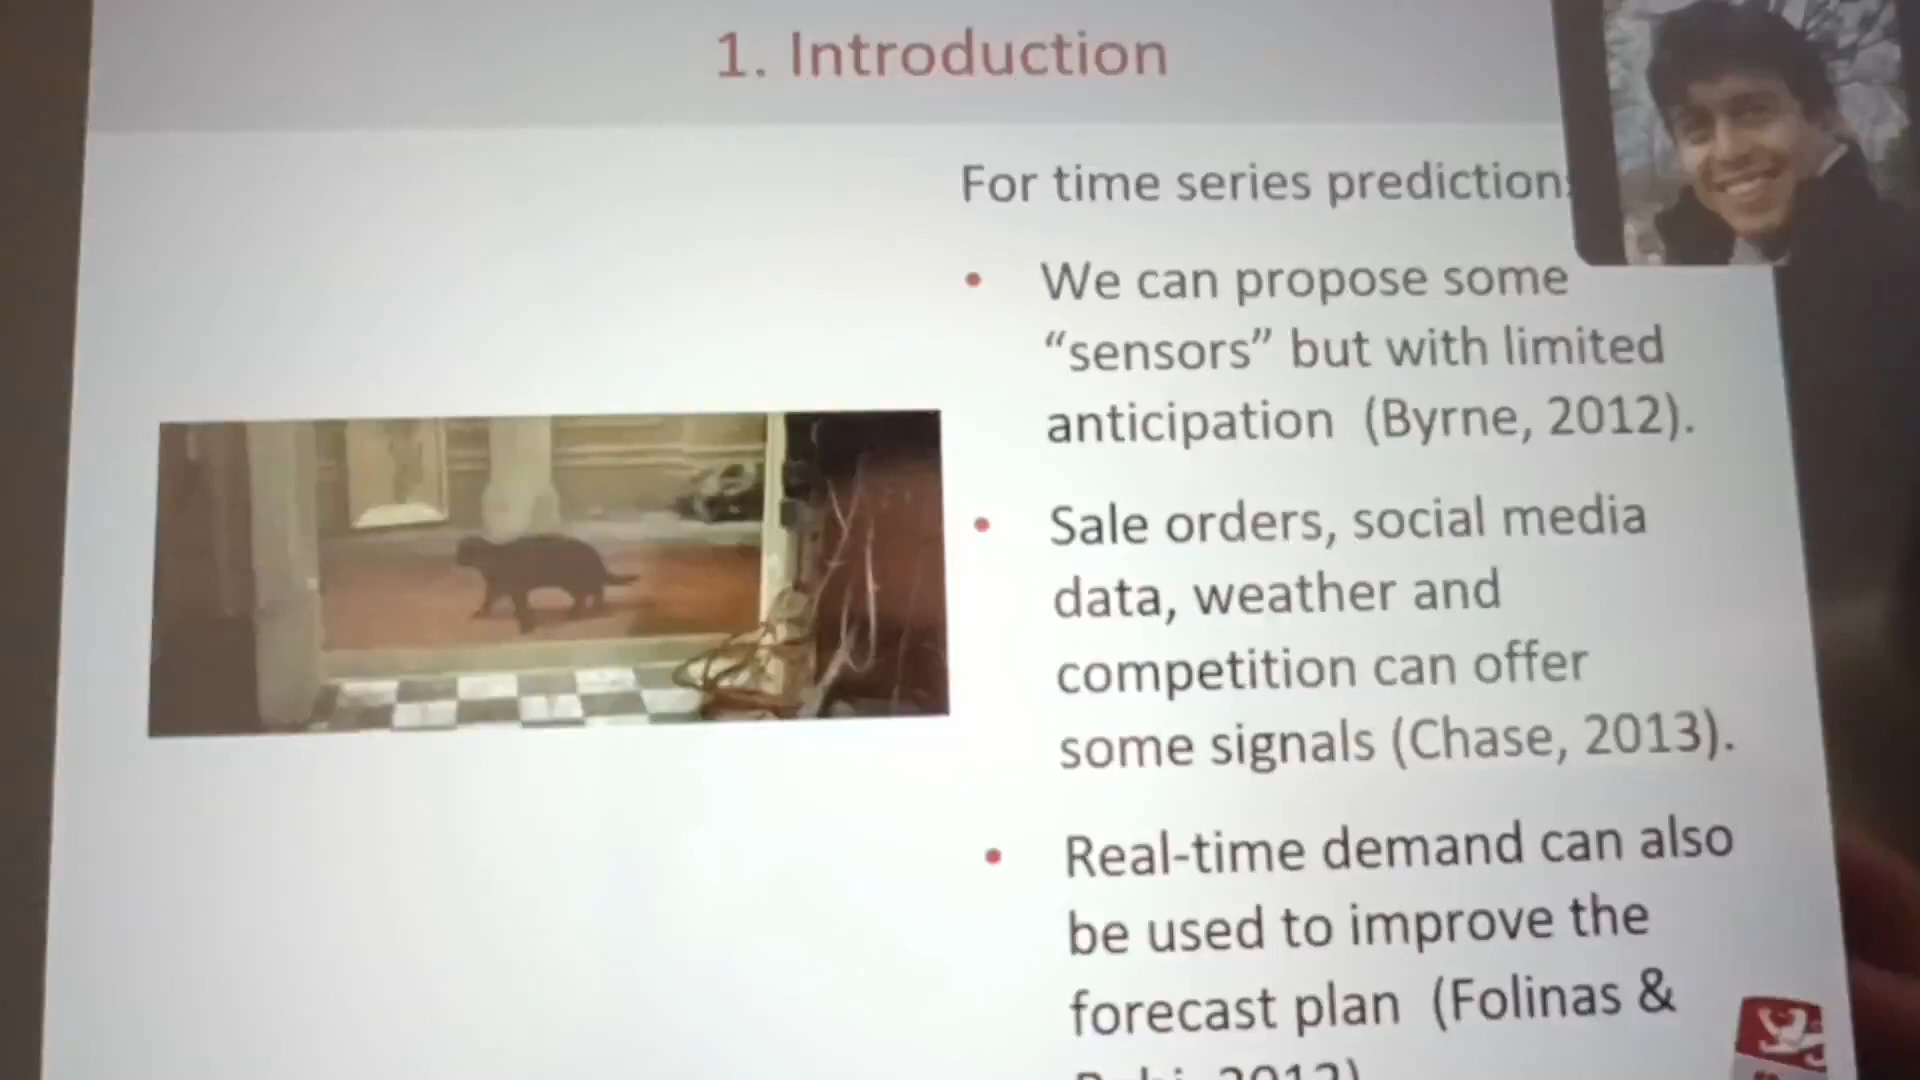 1. Introduction
For time series prediction
• We can propose some
“sensors” but with limited
anticipation (Byrne, 2012).
• Sale orders, social media
data, weather and
competition can offer
some signals (Chase, 2013).
• Real-time demand can also
be used to improve the
forecast plan (Folinas &